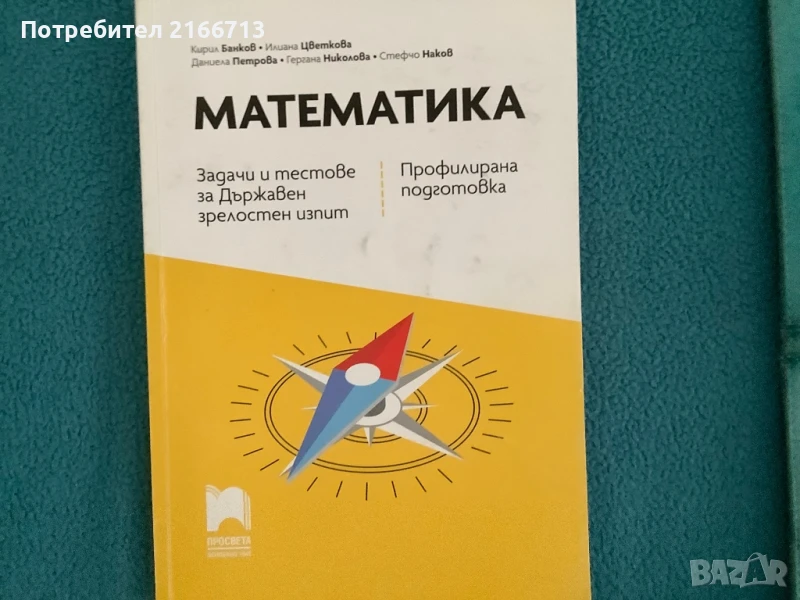 Потребител 2166713
Кирил Банков • Илиана Цветкова
Даниела Петрова • Гергана Николова • Стефчо Наков
МАТЕМАТИКА
Задачи и тестове
за Държавен
зрелостен изпит
Профилирана
подготовка
ПРОСВЕТА
BAZAR